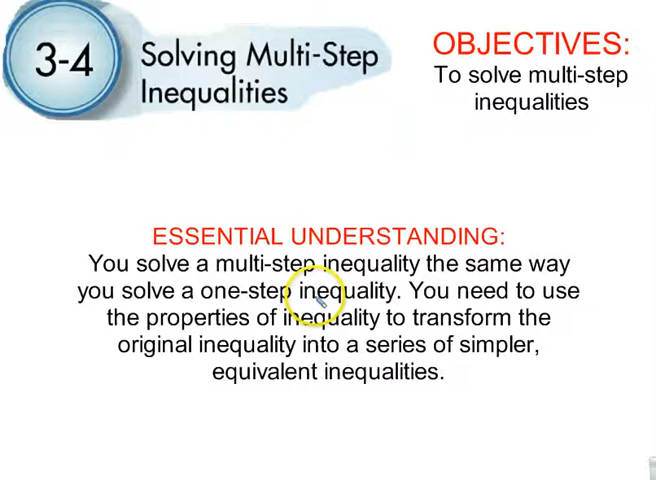 3-4
Solving Multi-Step
Inequalities
OBJECTIVES:
To solve multi-step
inequalities
ESSENTIAL UNDERSTANDING:
You solve a multi-step inequality the same way
you solve a one-step inequality. You need to use
the properties of inequality to transform the
original inequality into a series of simpler,
equivalent inequalities.